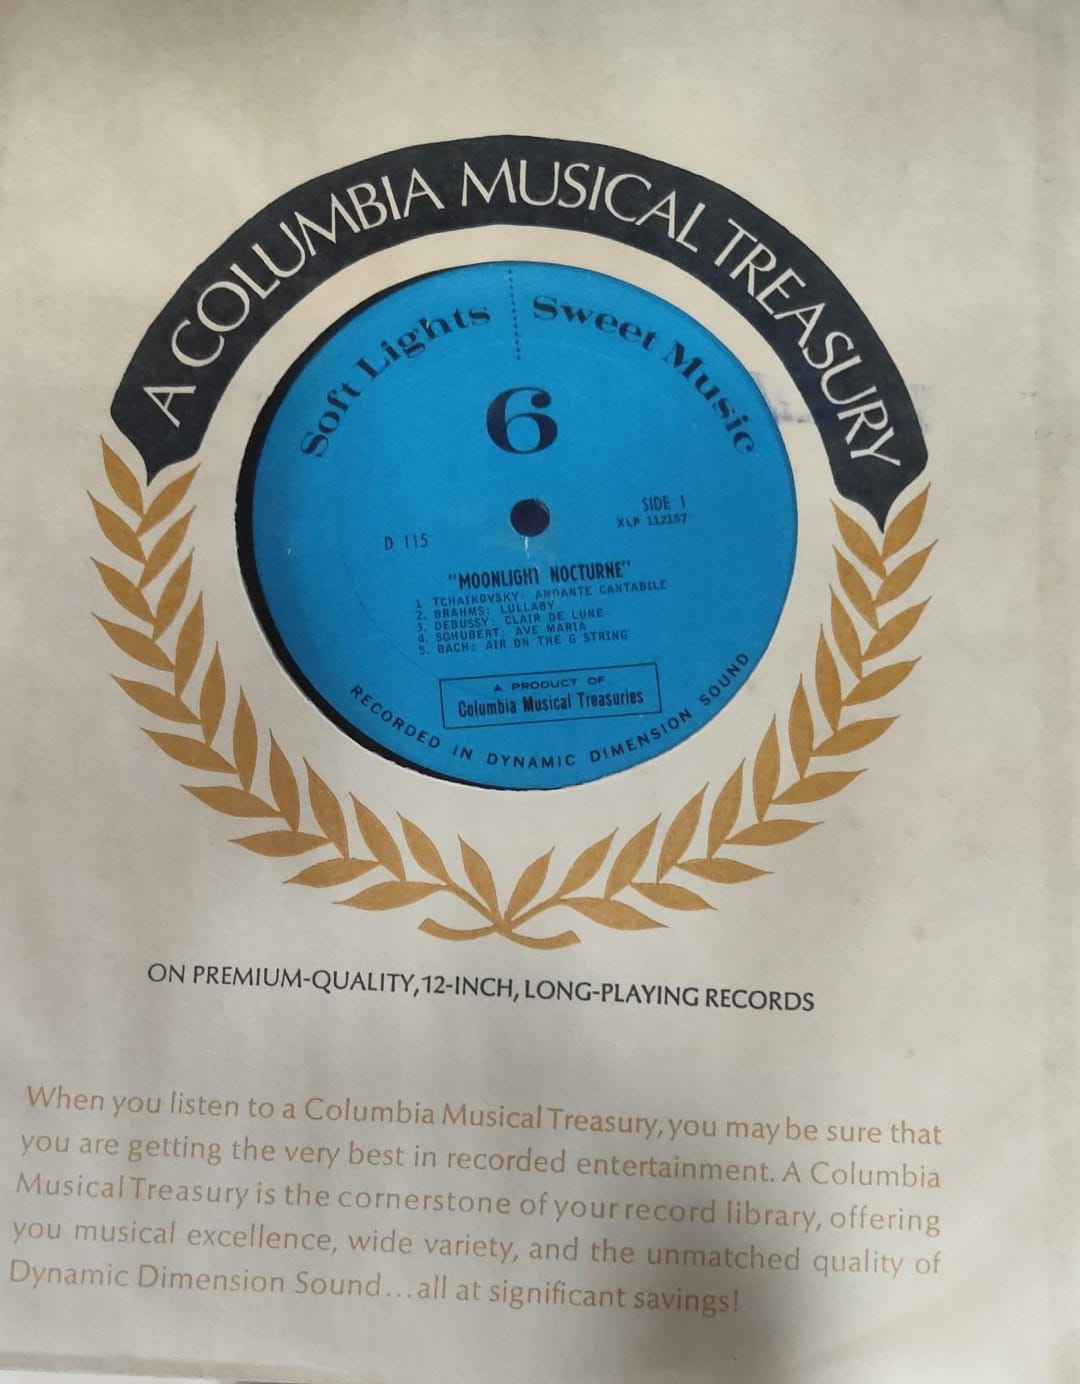 A COLUMBIA MUSICAL TREASURY
Soft Lights Sweet Music
6
SIDE 1
XLP 112157
D 115
"MOONLIGHT NOCTURNE"
1 TCHAIKOVSKY: ANDANTE CANTABILE
2. BRAHMS: LULLABY
3. DEBUSSY: CLAIR DE LUNE
4. SCHUBERT: AVE MARIA
5. BACH: AIR ON THE G STRING
A PRODUCT OF
Columbia Musical Treasuries
RECORDED IN DYNAMIC DIMENSION SOUND
ON PREMIUM-QUALITY, 12-INCH, LONG-PLAYING RECORDS
When you listen to a Columbia Musical Treasury, you may be sure that
you are getting the very best in recorded entertainment. A Columbia
Musical Treasury is the cornerstone of your record library, offering
you musical excellence, wide variety, and the unmatched quality of
Dynamic Dimension Sound...all at significant savings!